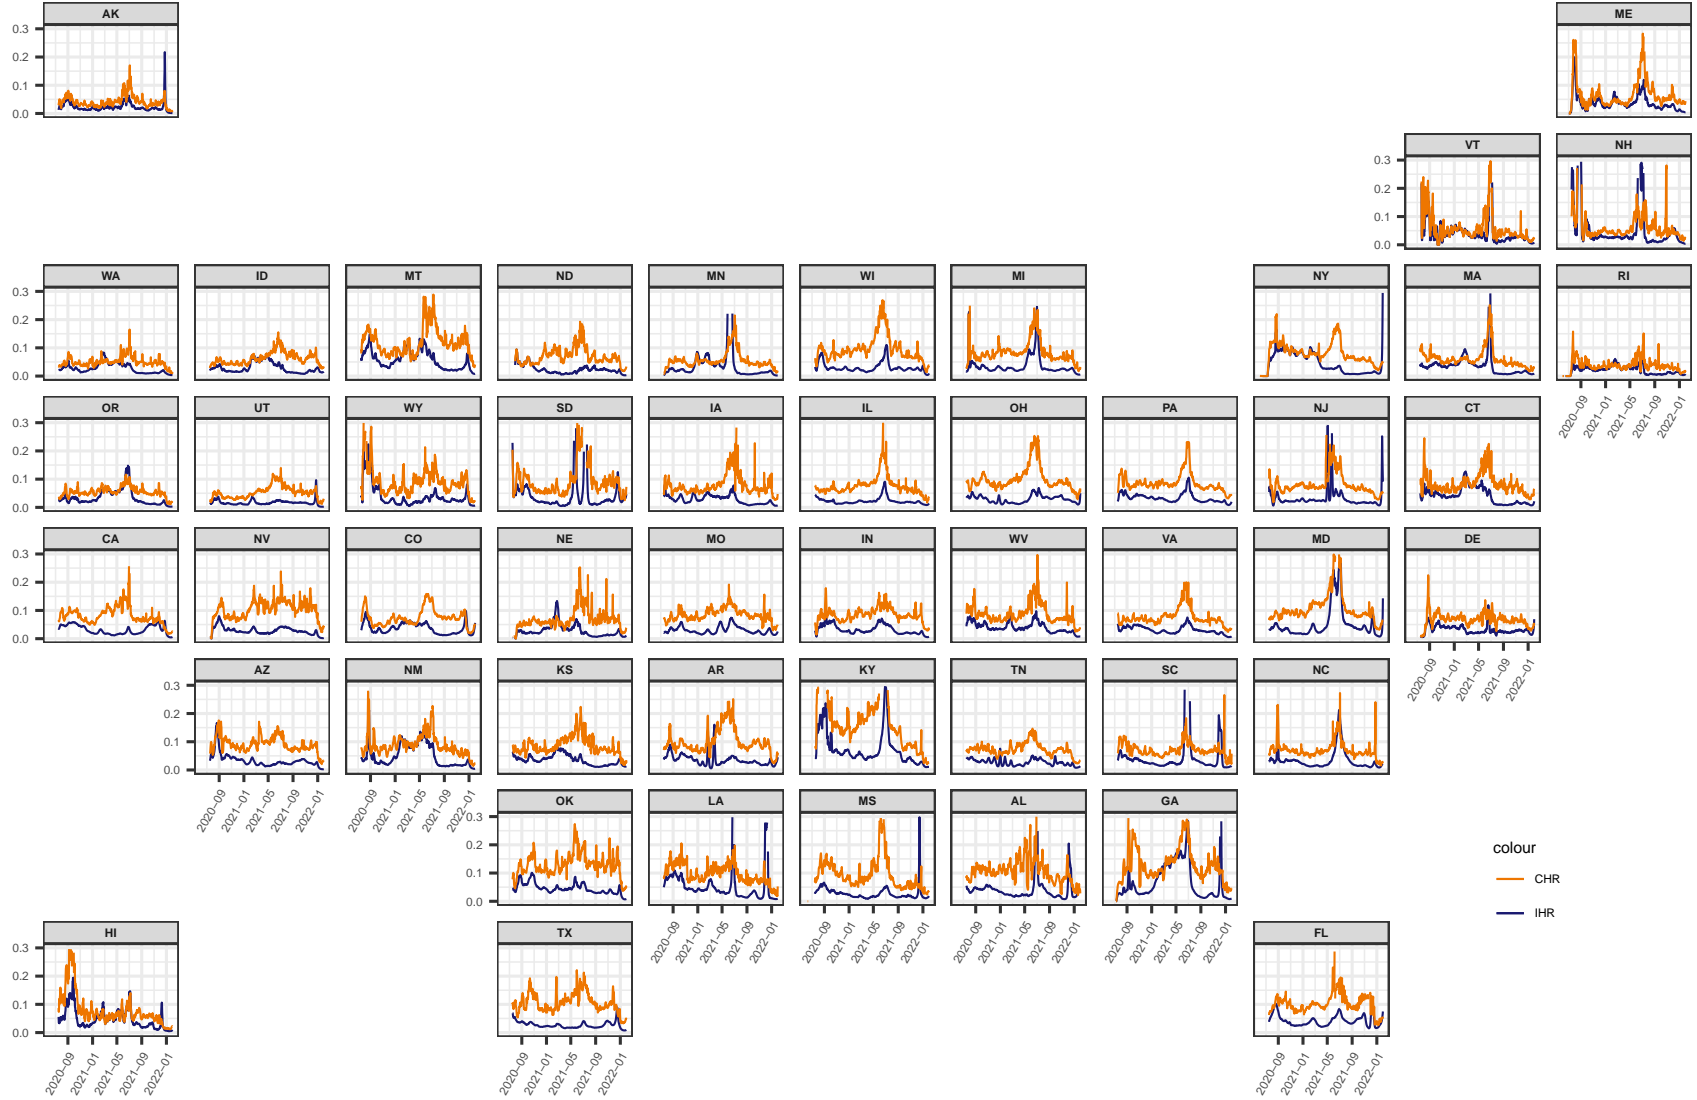 AK ME
0.3
0.2
0.1
0.0
VT NH
0.3
0.2
0.1
0.0
WA ID MT ND MN WI MI NY MA RI
0.3
0.2
0.1
0.0
2020−09 2021−01 2021−05 2021−09 2022−01
OR UT WY SD IA IL OH PA NJ CT
0.3
0.2
0.1
0.0
CA NV CO NE MO IN WV VA MD DE
0.3
0.2
0.1
0.0
2020−09 2021−01 2021−05 2021−09 2022−01
AZ NM KS AR KY TN SC NC
0.3
0.2
0.1
0.0
2020−09 2021−01 2021−05 2021−09 2022−01 2020−09 2021−01 2021−05 2021−09 2022−01
OK LA MS AL GA
0.3
0.2
0.1
0.0
2020−09 2021−01 2021−05 2021−09 2022−01 2020−09 2021−01 2021−05 2021−09 2022−01 2020−09 2021−01 2021−05 2021−09 2022−01 2020−09 2021−01 2021−05 2021−09 2022−01
colour
CHR
IHR
HI TX FL
0.3
0.2
0.1
0.0
2020−09 2021−01 2021−05 2021−09 2022−01 2020−09 2021−01 2021−05 2021−09 2022−01 2020−09 2021−01 2021−05 2021−09 2022−01